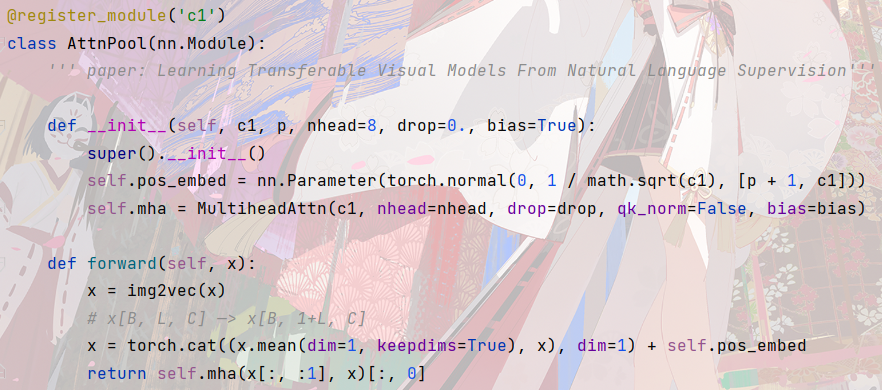 @register_module('c1')
class AttnPool(nn.Module):
    ''' paper: Learning Transferable Visual Models From Natural Language Supervision'''

    def __init__(self, c1, p, nhead=8, drop=0., bias=True):
        super().__init__()
        self.pos_embed = nn.Parameter(torch.normal(0, 1 / math.sqrt(c1), [p + 1, c1]))
        self.mha = MultiheadAttn(c1, nhead=nhead, drop=drop, qk_norm=False, bias=bias)

    def forward(self, x):
        x = img2vec(x)
        # x[B, L, C] —> x[B, 1+L, C]
        x = torch.cat((x.mean(dim=1, keepdims=True), x), dim=1) + self.pos_embed
        return self.mha(x[:, :1], x)[:, 0]